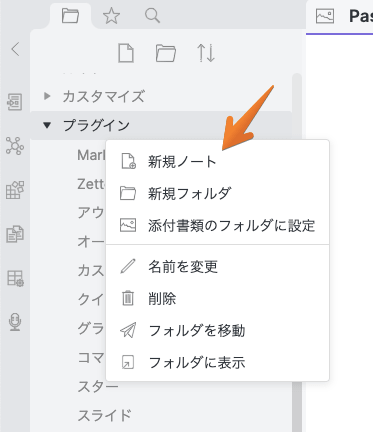 Pas
カスタマイズ
プラグイン
Mark
新規ノート
Zette
新規フォルダ
アウ
添付書類のフォルダに設定
オー
カス
名前を変更
クイ
削除
グラ
フォルダを移動
コマ
フォルダに表示
スター
スライド